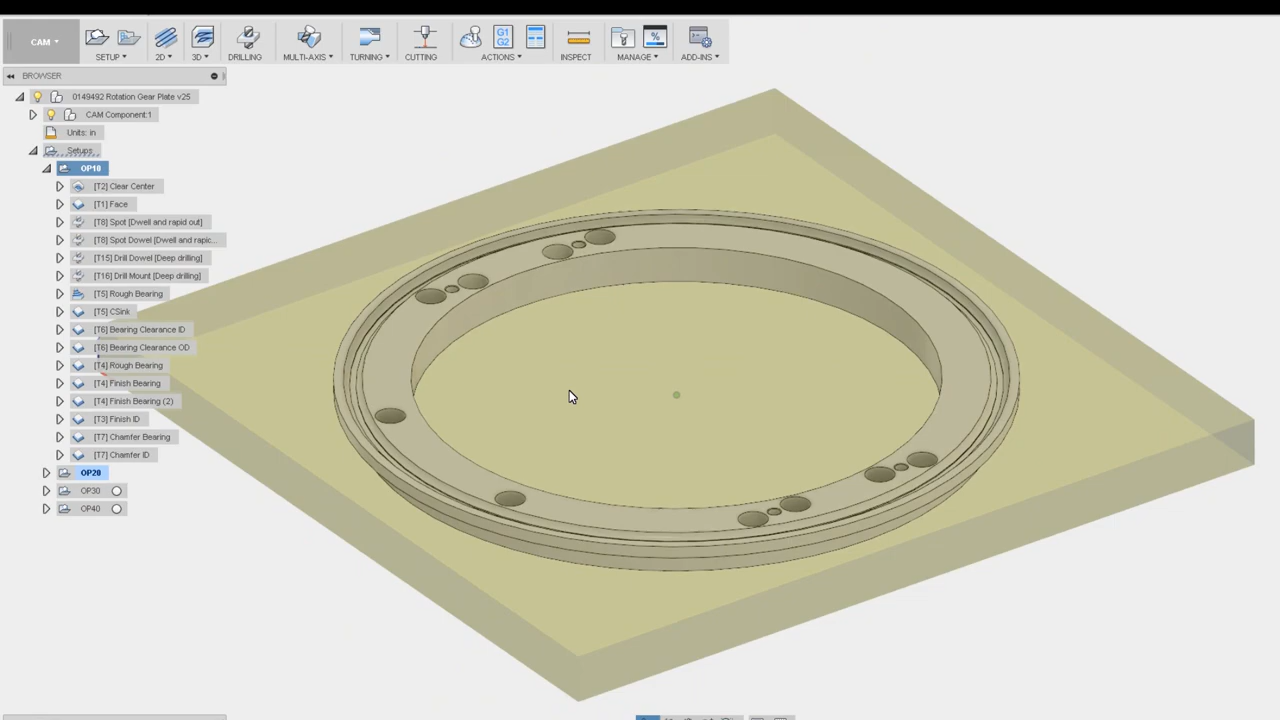 CAM
SETUP
2D
3D
DRILLING
MULTI-AXIS
TURNING
CUTTING
G1
G2
ACTIONS
INSPECT
%
MANAGE
ADD-INS
BROWSER
0149492 Rotation Gear Plate v25
CAM Component:1
Units: in
Setups
OP10
[T2] Clear Center
[T1] Face
[T8] Spot [Dwell and rapid out]
[T8] Spot Dowel [Dwell and rapic...
[T15] Drill Dowel [Deep drilling]
[T16] Drill Mount [Deep drilling]
[T5] Rough Bearing
[T5] CSink
[T6] Bearing Clearance ID
[T6] Bearing Clearance OD
[T4] Rough Bearing
[T4] Finish Bearing
[T4] Finish Bearing (2)
[T3] Finish ID
[T7] Chamfer Bearing
[T7] Chamfer ID
OP20
OP30
OP40